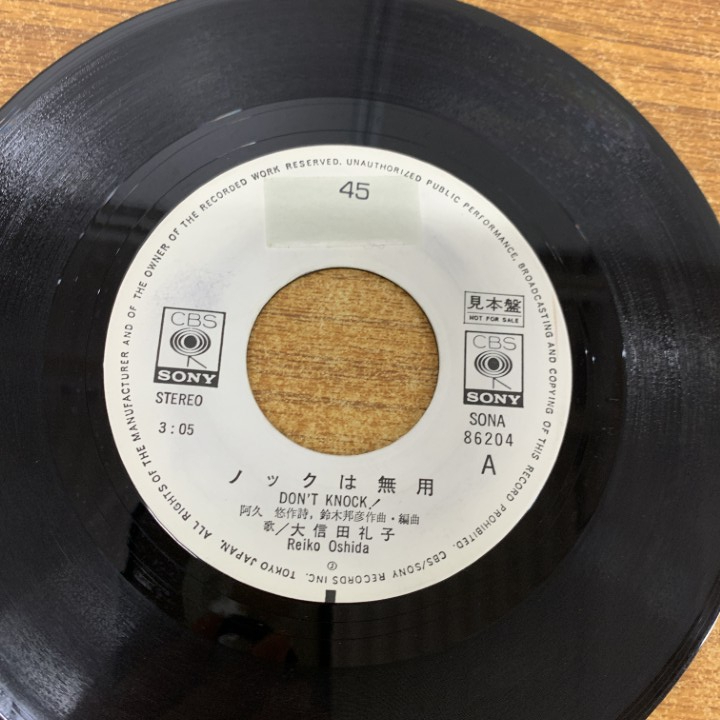 ALL RIGHTS OF THE MANUFACTURER AND OF THE OWNER OF THE RECORDED WORK RESERVED. UNAUTHORIZED PUBLIC PERFORMANCE, BROADCASTING AND COPYING OF THIS RECORD PROHIBITED. CBS/SONY RECORDS INC. TOKYO JAPAN.
45
見本盤
NOT FOR SALE
CBS
SONY
STEREO
3:05
CBS
SONY
SONA
86204
A
ノックは無用
DON'T KNOCK!
阿久 悠作詩, 鈴木邦彦作曲・編曲
歌/大信田礼子
Reiko Oshida
Ⓟ